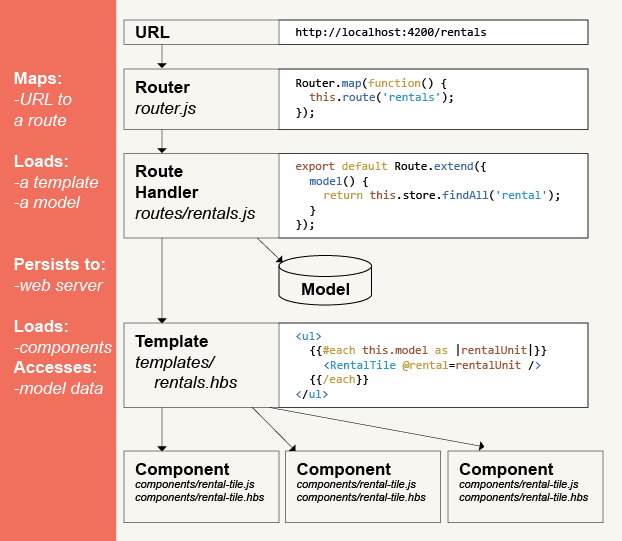 URL
http://localhost:4200/rentals
Maps:
-URL to
a route
Router
router.js
Router.map(function() {
this.route('rentals');
});
Loads:
-a template
-a model
Route
Handler
routes/rentals.js
export default Route.extend({
model() {
return this.store.findAll('rental');
}
});
Persists to:
-web server
Model
Loads:
-components
Accesses:
-model data
Template
templates/
rentals.hbs
<ul>
{{#each this.model as |rentalUnit|}}
<RentalTile @rental=rentalUnit />
{{/each}}
</ul>
Component
components/rental-tile.js
components/rental-tile.hbs
Component
components/rental-tile.js
components/rental-tile.hbs
Component
components/rental-tile.js
components/rental-tile.hbs